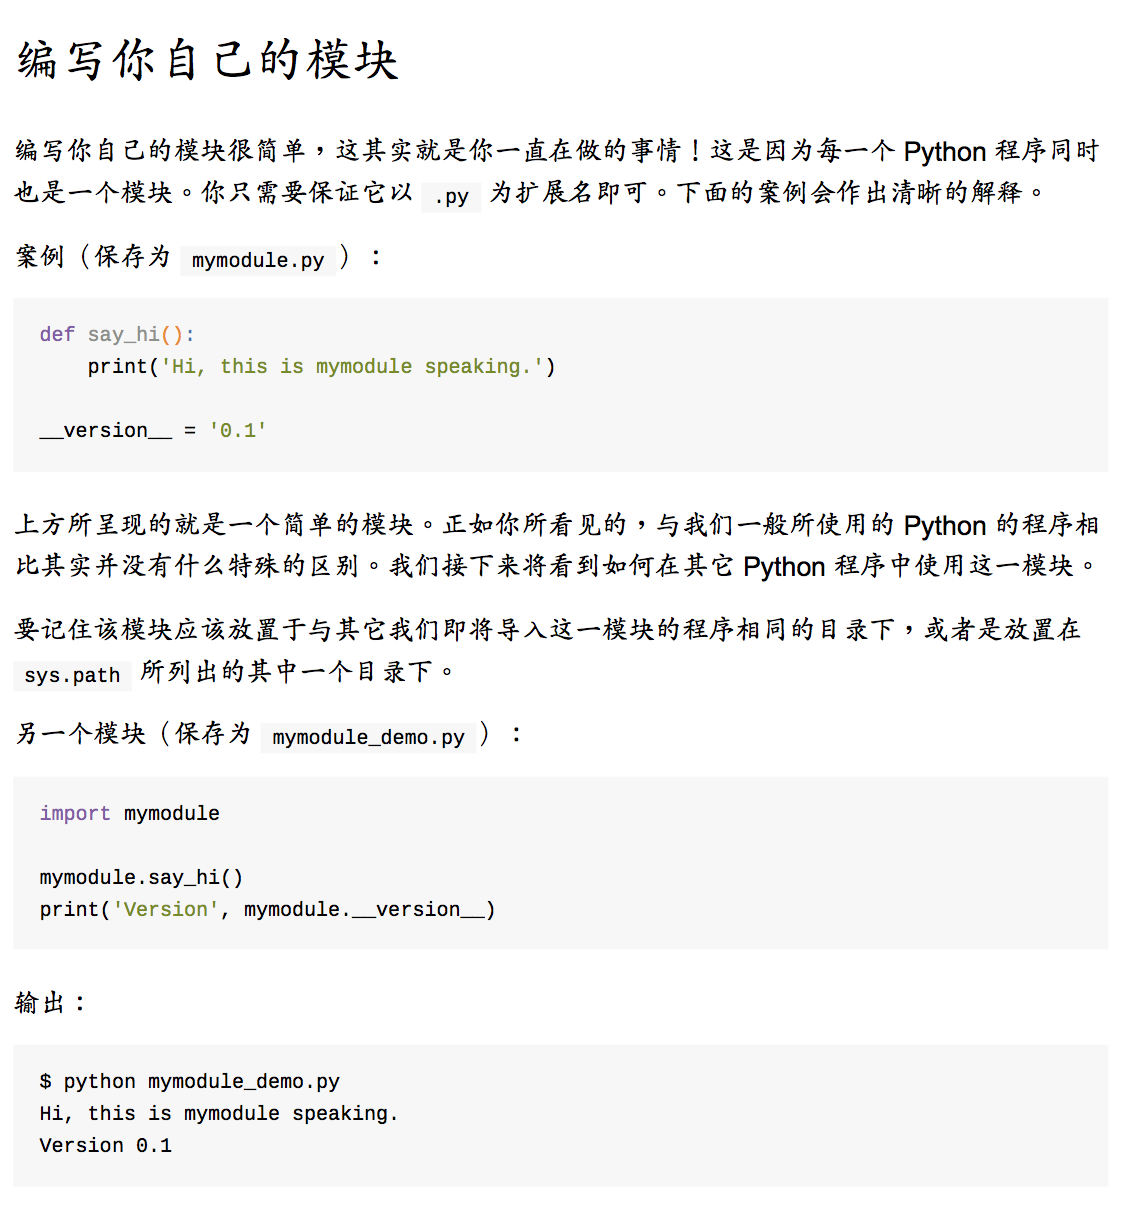 编写你自己的模块
编写你自己的模块很简单，这其实就是你一直在做的事情！这是因为每一个 Python 程序同时
也是一个模块。你只需要保证它以 .py 为扩展名即可。下面的案例会作出清晰的解释。
案例（保存为 mymodule.py ）：
def say_hi():
    print('Hi, this is mymodule speaking.')
__version__ = '0.1'
上方所呈现的就是一个简单的模块。正如你所看见的，与我们一般所使用的 Python 的程序相
比其实并没有什么特殊的区别。我们接下来将看到如何在其它 Python 程序中使用这一模块。
要记住该模块应该放置于与其它我们即将导入这一模块的程序相同的目录下，或者是放置在
sys.path 所列出的其中一个目录下。
另一个模块（保存为 mymodule_demo.py ）：
import mymodule
mymodule.say_hi()
print('Version', mymodule.__version__)
输出：
$ python mymodule_demo.py
Hi, this is mymodule speaking.
Version 0.1